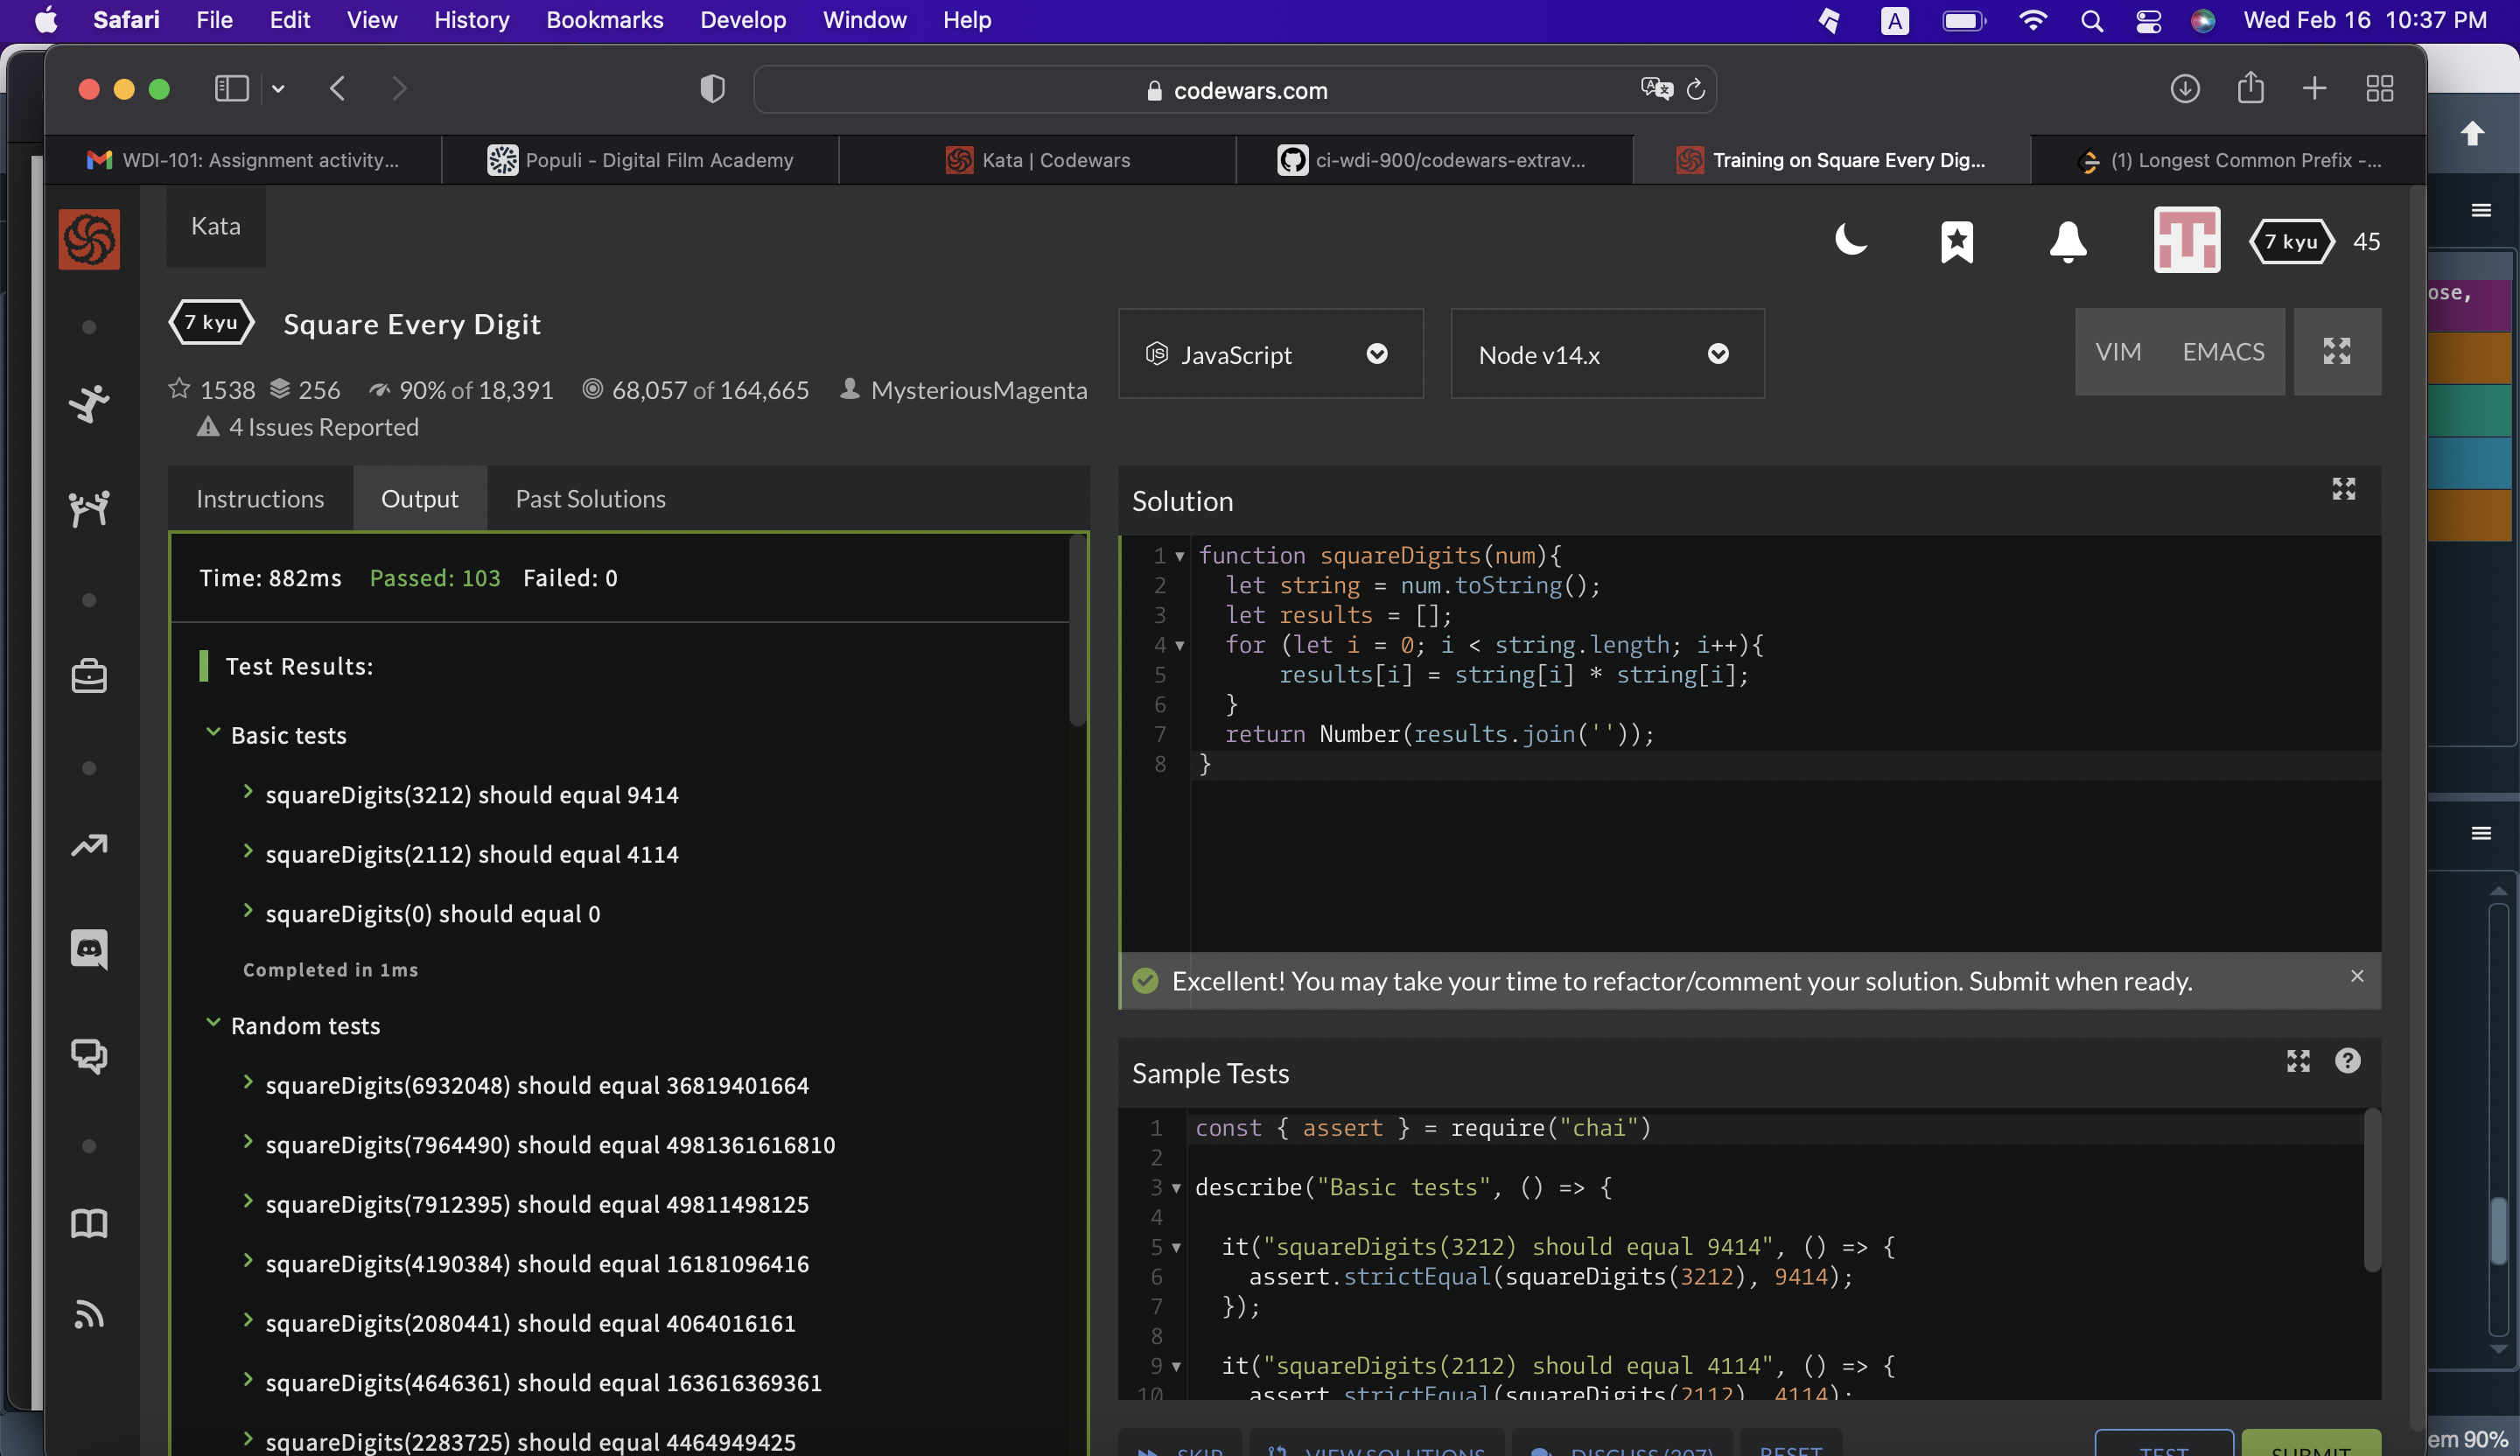 Safari File Edit View History Bookmarks Develop Window Help A Wed Feb 16 10:37 PM
codewars.com
WDI-101: Assignment activity... Populi - Digital Film Academy Kata | Codewars ci-wdi-900/codewars-extrav... Training on Square Every Dig... (1) Longest Common Prefix -...
Kata
7 kyu 45
7 kyu Square Every Digit
JavaScript Node v14.x VIM EMACS
1538 256 90% of 18,391 68,057 of 164,665 MysteriousMagenta
4 Issues Reported
Instructions Output Past Solutions
Time: 882ms Passed: 103 Failed: 0
Test Results:
Basic tests
squareDigits(3212) should equal 9414
squareDigits(2112) should equal 4114
squareDigits(0) should equal 0
Completed in 1ms
Random tests
squareDigits(6932048) should equal 36819401664
squareDigits(7964490) should equal 4981361616810
squareDigits(7912395) should equal 49811498125
squareDigits(4190384) should equal 16181096416
squareDigits(2080441) should equal 4064016161
squareDigits(4646361) should equal 163616369361
squareDigits(2283725) should equal 4464949425
Solution
1 function squareDigits(num){
2 let string = num.toString();
3 let results = [];
4 for (let i = 0; i < string.length; i++){
5 results[i] = string[i] * string[i];
6 }
7 return Number(results.join(''));
8 }
Excellent! You may take your time to refactor/comment your solution. Submit when ready.
Sample Tests
1 const { assert } = require("chai")
2
3 describe("Basic tests", () => {
4
5 it("squareDigits(3212) should equal 9414", () => {
6 assert.strictEqual(squareDigits(3212), 9414);
7 });
8
9 it("squareDigits(2112) should equal 4114", () => {
10 assert.strictEqual(squareDigits(2112), 4114);
SKIP VIEW SOLUTIONS DISCUSS (207) RESET TEST SUBMIT
ose,
em 90%